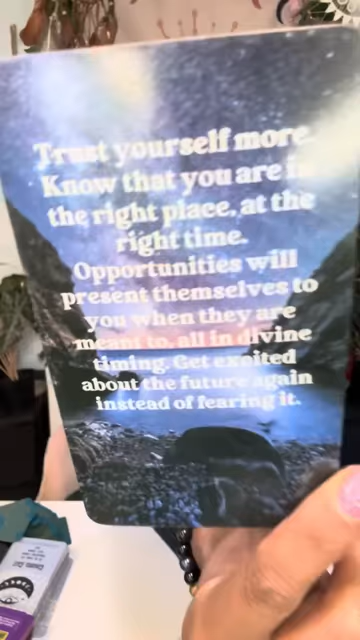 Trust yourself more.
Know that you are in
the right place, at the
right time.
Opportunities will
present themselves to
you when they are
meant to, all in divine
timing. Get excited
about the future again
instead of fearing it.